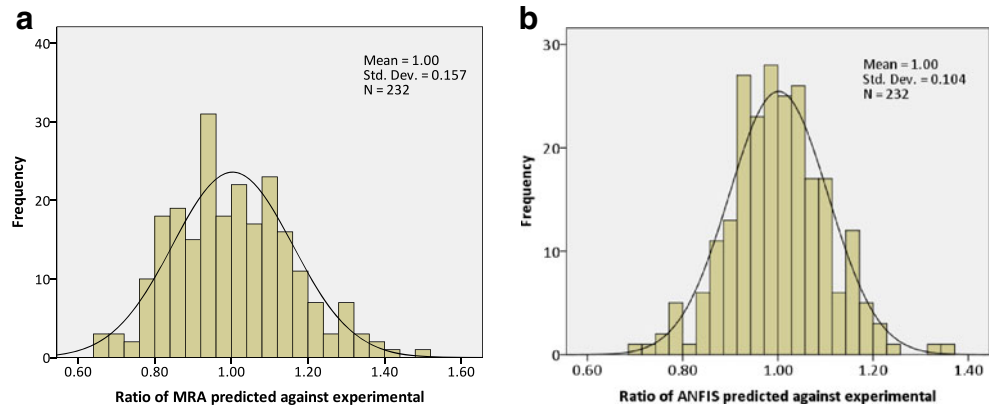 a
40
30
20
10
0
Frequency
Mean = 1.00
Std. Dev. = 0.157
N = 232
0.60 0.80 1.00 1.20 1.40 1.60
Ratio of MRA predicted against experimental
b
30
20
10
0
Frequency
Mean = 1.00
Std. Dev. = 0.104
N = 232
0.60 0.80 1.00 1.20 1.40
Ratio of ANFIS predicted against experimental